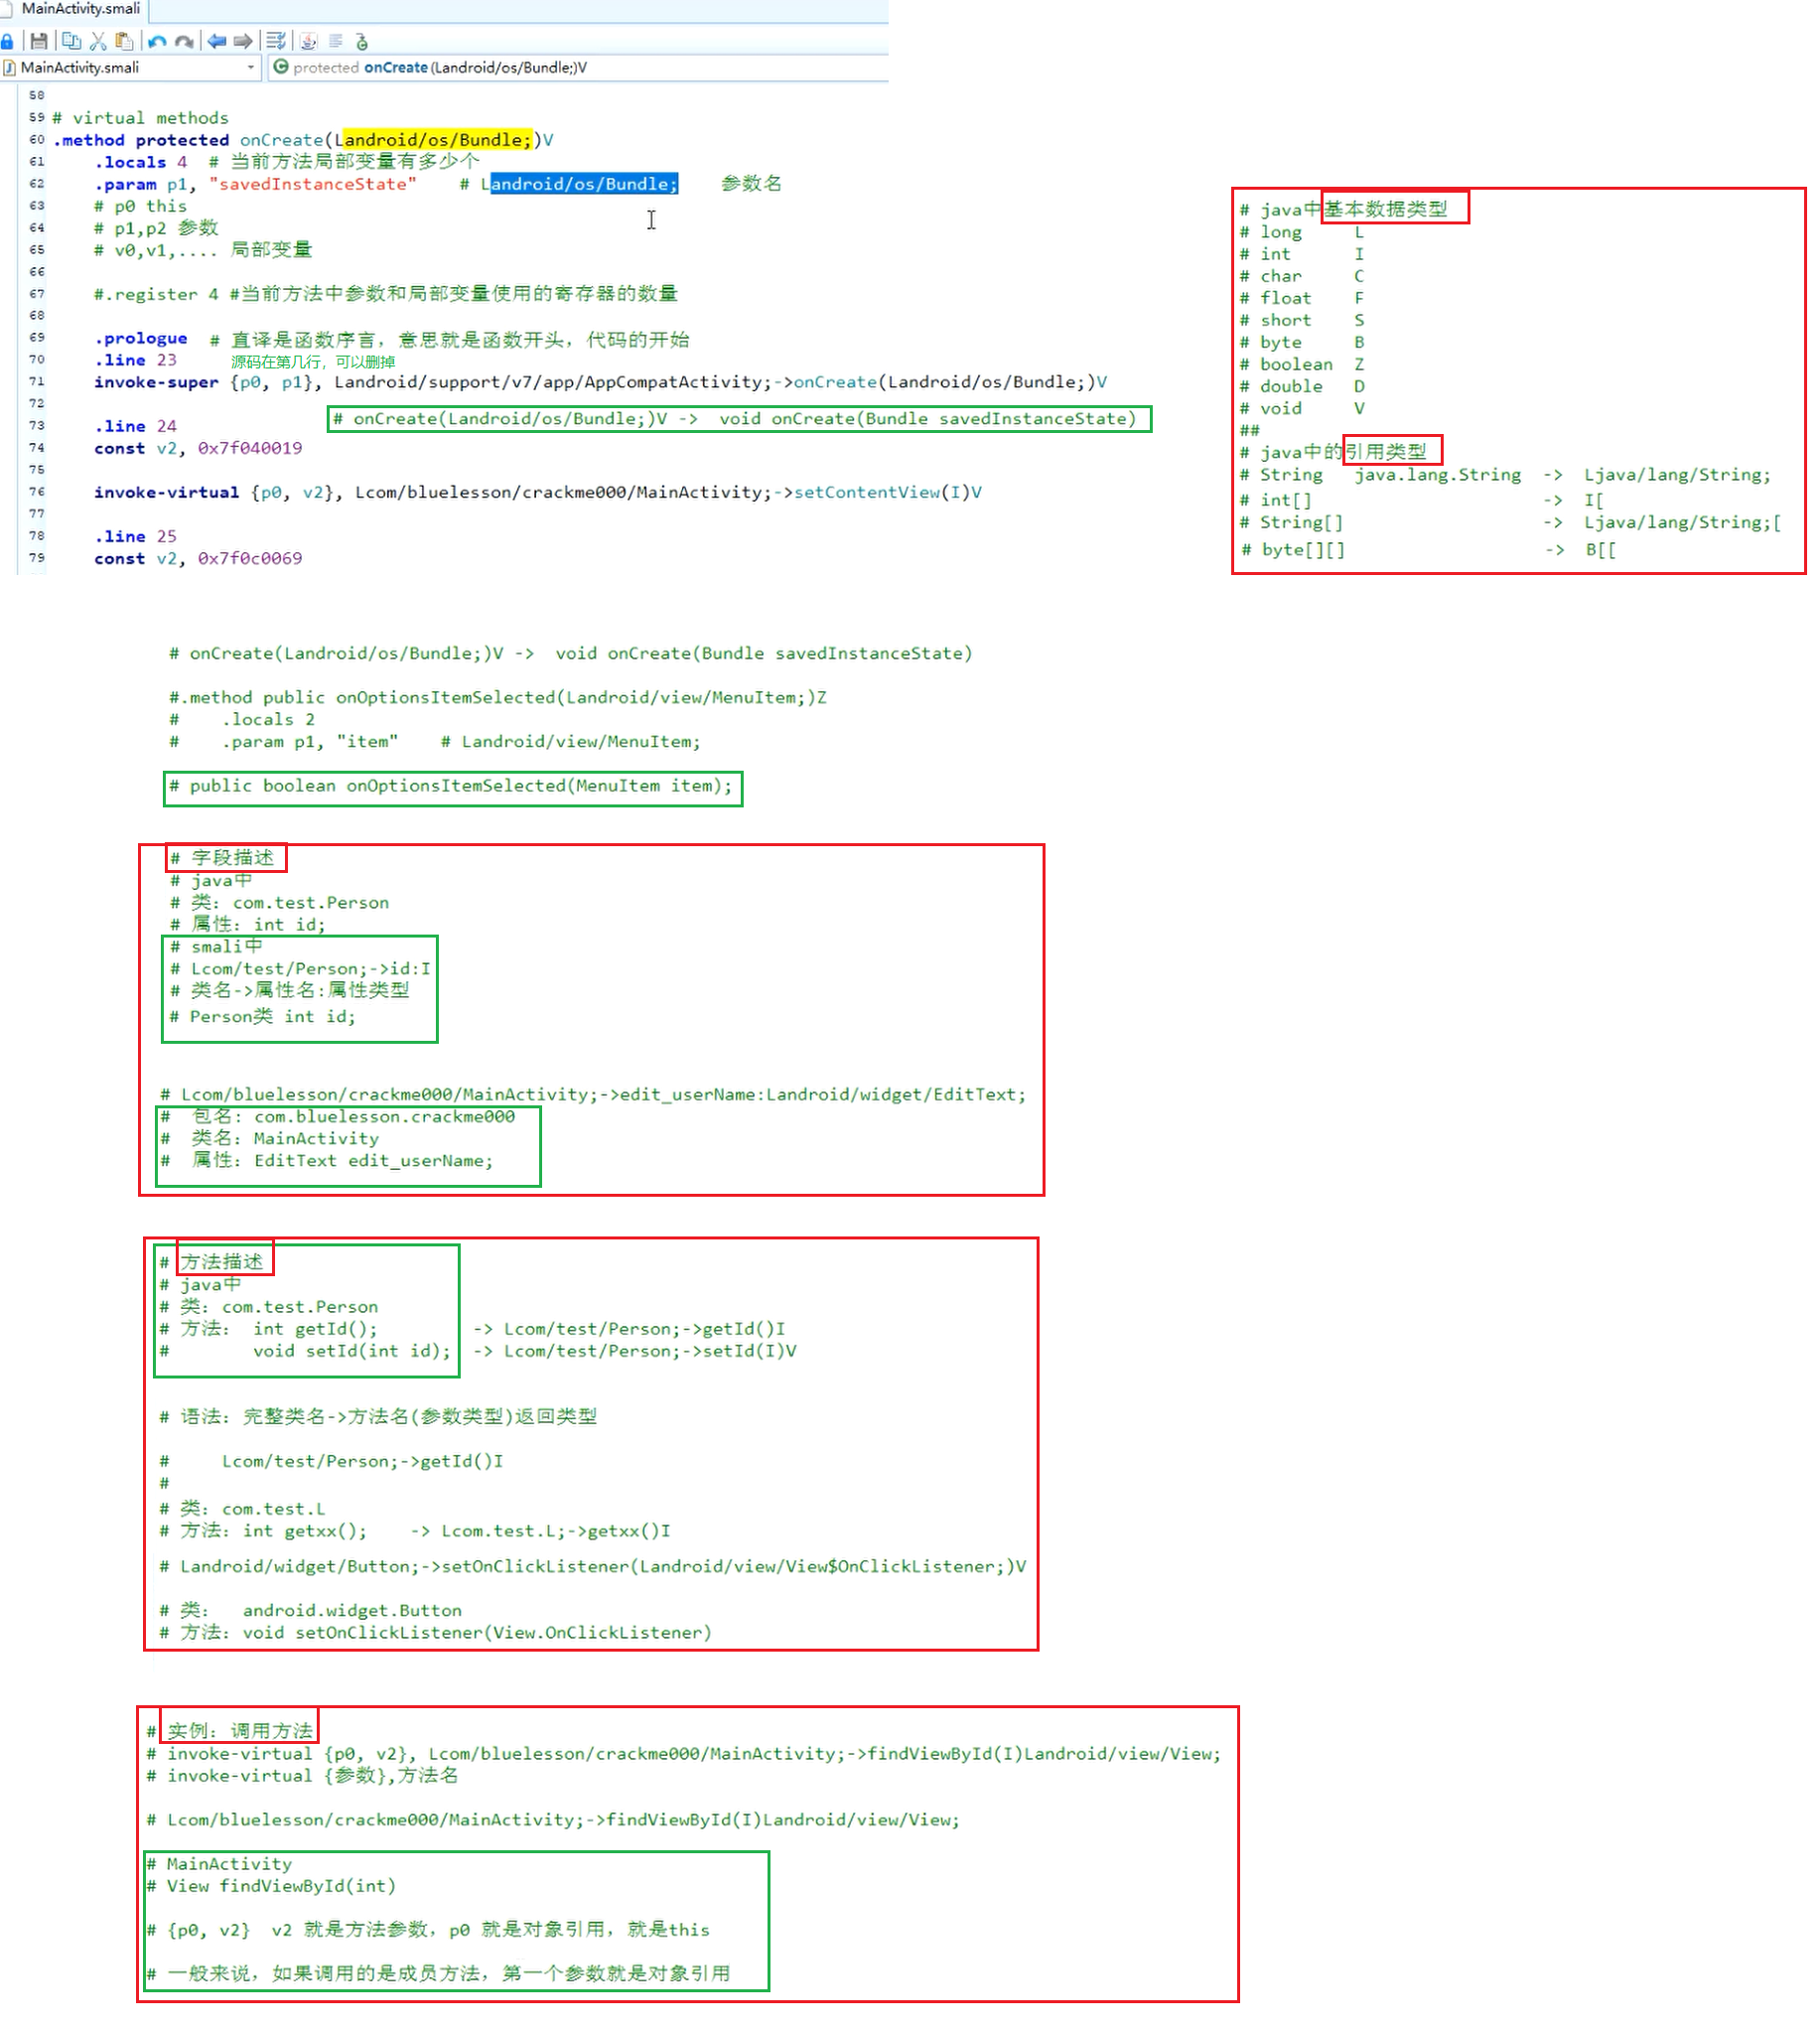 MainActivity.smali
MainActivity.smali
protected onCreate(Landroid/os/Bundle;)V
58
59 # virtual methods
60 .method protected onCreate(Landroid/os/Bundle;)V
61 .locals 4 # 当前方法局部变量有多少个
62 .param p1, "savedInstanceState" # Landroid/os/Bundle; 参数名
63 # p0 this
64 # p1,p2 参数
65 # v0,v1,.... 局部变量
66
67 #.register 4 #当前方法中参数和局部变量使用的寄存器的数量
68
69 .prologue # 直译是函数序言，意思就是函数开头，代码的开始
70 .line 23 源码在第几行，可以删掉
71 invoke-super {p0, p1}, Landroid/support/v7/app/AppCompatActivity;->onCreate(Landroid/os/Bundle;)V
72
# onCreate(Landroid/os/Bundle;)V -> void onCreate(Bundle savedInstanceState)
73 .line 24
74 const v2, 0x7f040019
75
76 invoke-virtual {p0, v2}, Lcom/bluelesson/crackme000/MainActivity;->setContentView(I)V
77
78 .line 25
79 const v2, 0x7f0c0069
# java中基本数据类型
# long L
# int I
# char C
# float F
# short S
# byte B
# boolean Z
# double D
# void V
##
# java中的引用类型
# String java.lang.String -> Ljava/lang/String;
# int[] -> I[
# String[] -> Ljava/lang/String;[
# byte[][] -> B[[
# onCreate(Landroid/os/Bundle;)V -> void onCreate(Bundle savedInstanceState)
#.method public onOptionsItemSelected(Landroid/view/MenuItem;)Z
# .locals 2
# .param p1, "item" # Landroid/view/MenuItem;
# public boolean onOptionsItemSelected(MenuItem item);
# 字段描述
# java中
# 类：com.test.Person
# 属性：int id;
# smali中
# Lcom/test/Person;->id:I
# 类名->属性名:属性类型
# Person类 int id;
# Lcom/bluelesson/crackme000/MainActivity;->edit_userName:Landroid/widget/EditText;
# 包名：com.bluelesson.crackme000
# 类名：MainActivity
# 属性：EditText edit_userName;
# 方法描述
# java中
# 类：com.test.Person
# 方法： int getId(); -> Lcom/test/Person;->getId()I
# void setId(int id); -> Lcom/test/Person;->setId(I)V
# 语法：完整类名->方法名(参数类型)返回类型
# Lcom/test/Person;->getId()I
#
# 类：com.test.L
# 方法：int getxx(); -> Lcom.test.L;->getxx()I
# Landroid/widget/Button;->setOnClickListener(Landroid/view/View$OnClickListener;)V
# 类： android.widget.Button
# 方法：void setOnClickListener(View.OnClickListener)
# 实例：调用方法
# invoke-virtual {p0, v2}, Lcom/bluelesson/crackme000/MainActivity;->findViewById(I)Landroid/view/View;
# invoke-virtual {参数},方法名
# Lcom/bluelesson/crackme000/MainActivity;->findViewById(I)Landroid/view/View;
# MainActivity
# View findViewById(int)
# {p0, v2} v2 就是方法参数，p0 就是对象引用，就是this
# 一般来说，如果调用的是成员方法，第一个参数就是对象引用